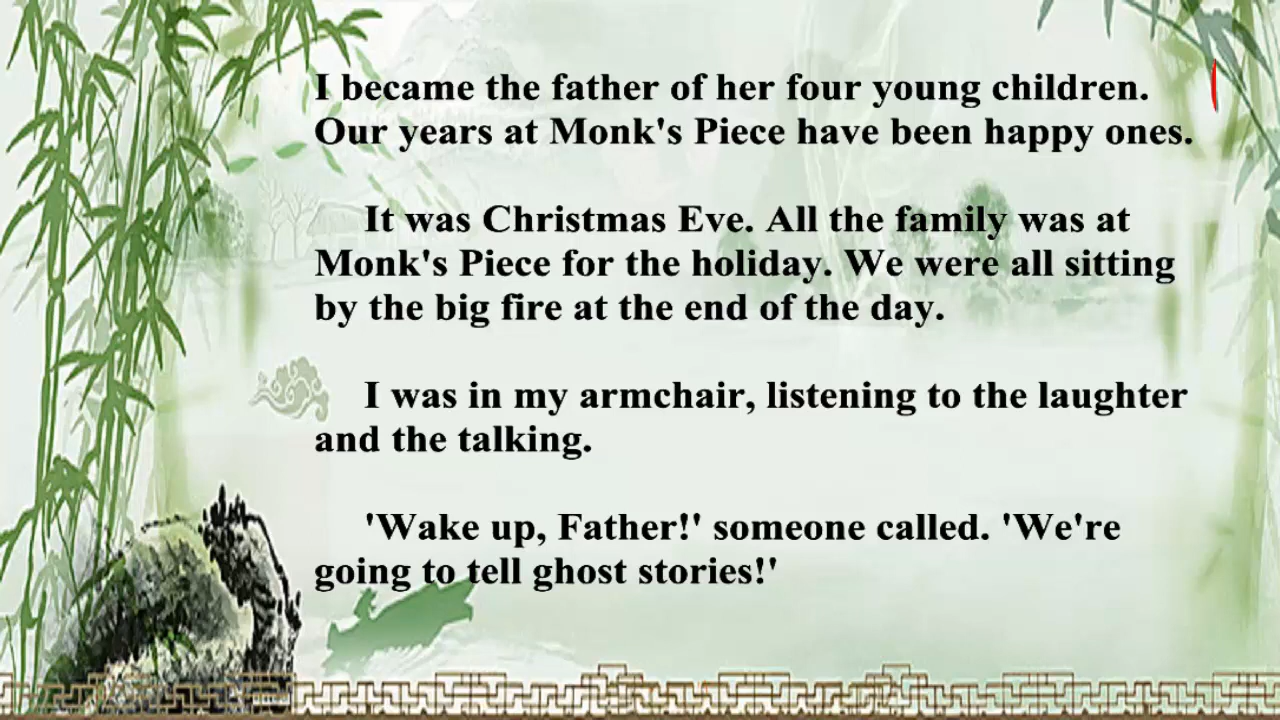 I became the father of her four young children.
Our years at Monk's Piece have been happy ones.
It was Christmas Eve. All the family was at
Monk's Piece for the holiday. We were all sitting
by the big fire at the end of the day.
I was in my armchair, listening to the laughter
and the talking.
'Wake up, Father!' someone called. 'We're
going to tell ghost stories!'